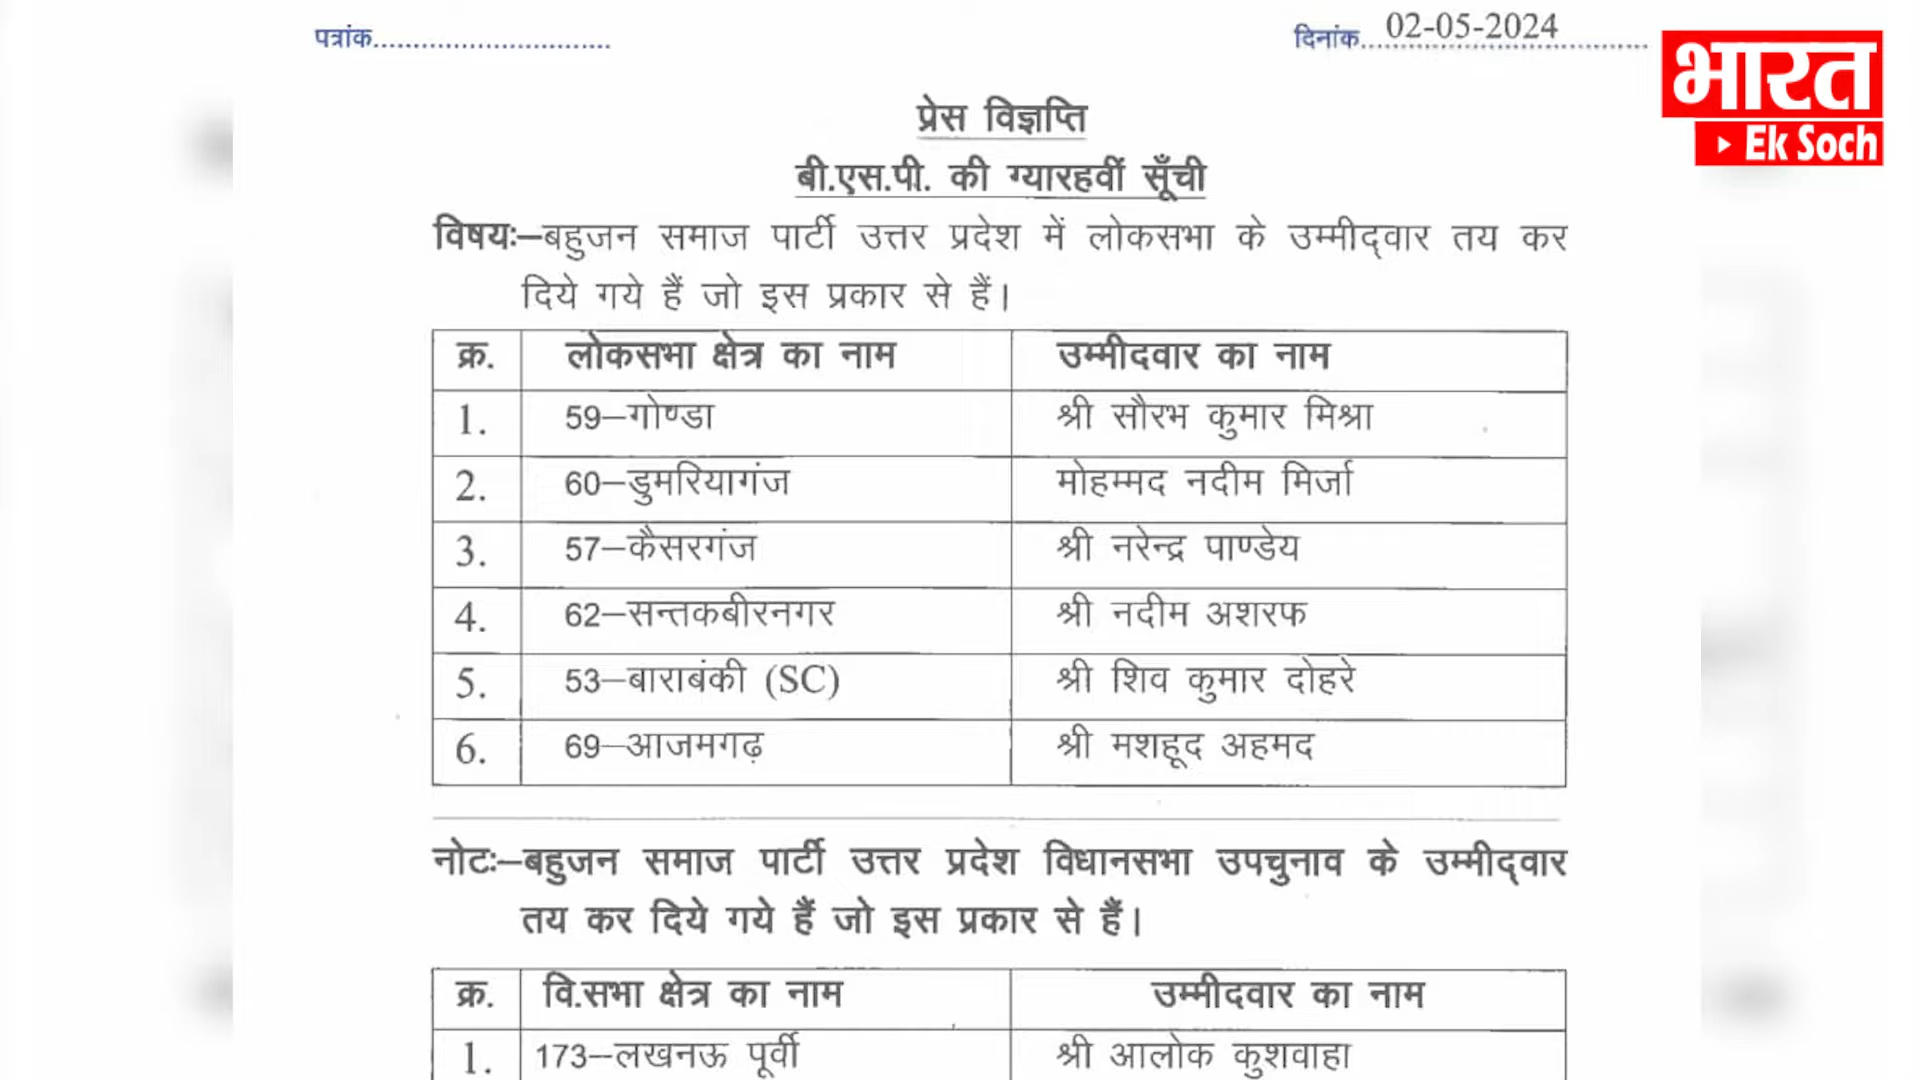 पत्रांक..............................
दिनांक... 02-05-2024 ............
भारत
Ek Soch
प्रेस विज्ञप्ति
बी.एस.पी. की ग्यारहवीं सूँची
विषयः–बहुजन समाज पार्टी उत्तर प्रदेश में लोकसभा के उम्मीद्वार तय कर
दिये गये हैं जो इस प्रकार से हैं।
क्र. लोकसभा क्षेत्र का नाम उम्मीदवार का नाम
1. 59–गोण्डा श्री सौरभ कुमार मिश्रा
2. 60–डुमरियागंज मोहम्मद नदीम मिर्जा
3. 57–कैसरगंज श्री नरेन्द्र पाण्डेय
4. 62–सन्तकबीरनगर श्री नदीम अशरफ
5. 53–बाराबंकी (SC) श्री शिव कुमार दोहरे
6. 69–आजमगढ़ श्री मशहूद अहमद
नोटः–बहुजन समाज पार्टी उत्तर प्रदेश विधानसभा उपचुनाव के उम्मीद्वार
तय कर दिये गये हैं जो इस प्रकार से हैं।
क्र. वि.सभा क्षेत्र का नाम उम्मीदवार का नाम
1. 173–लखनऊ पूर्वी श्री आलोक कुशवाहा